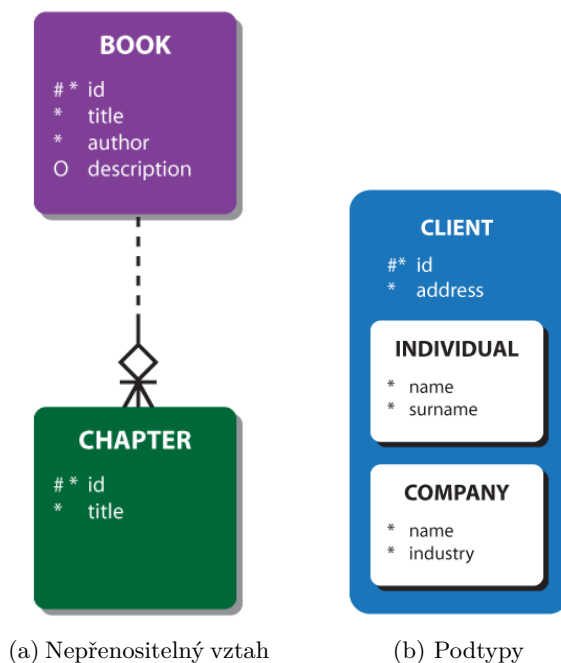 BOOK
# * id
* title
* author
O description
CHAPTER
# * id
* title
(a) Nepřenositelný vztah
CLIENT
#* id
* address
INDIVIDUAL
* name
* surname
COMPANY
* name
* industry
(b) Podtypy